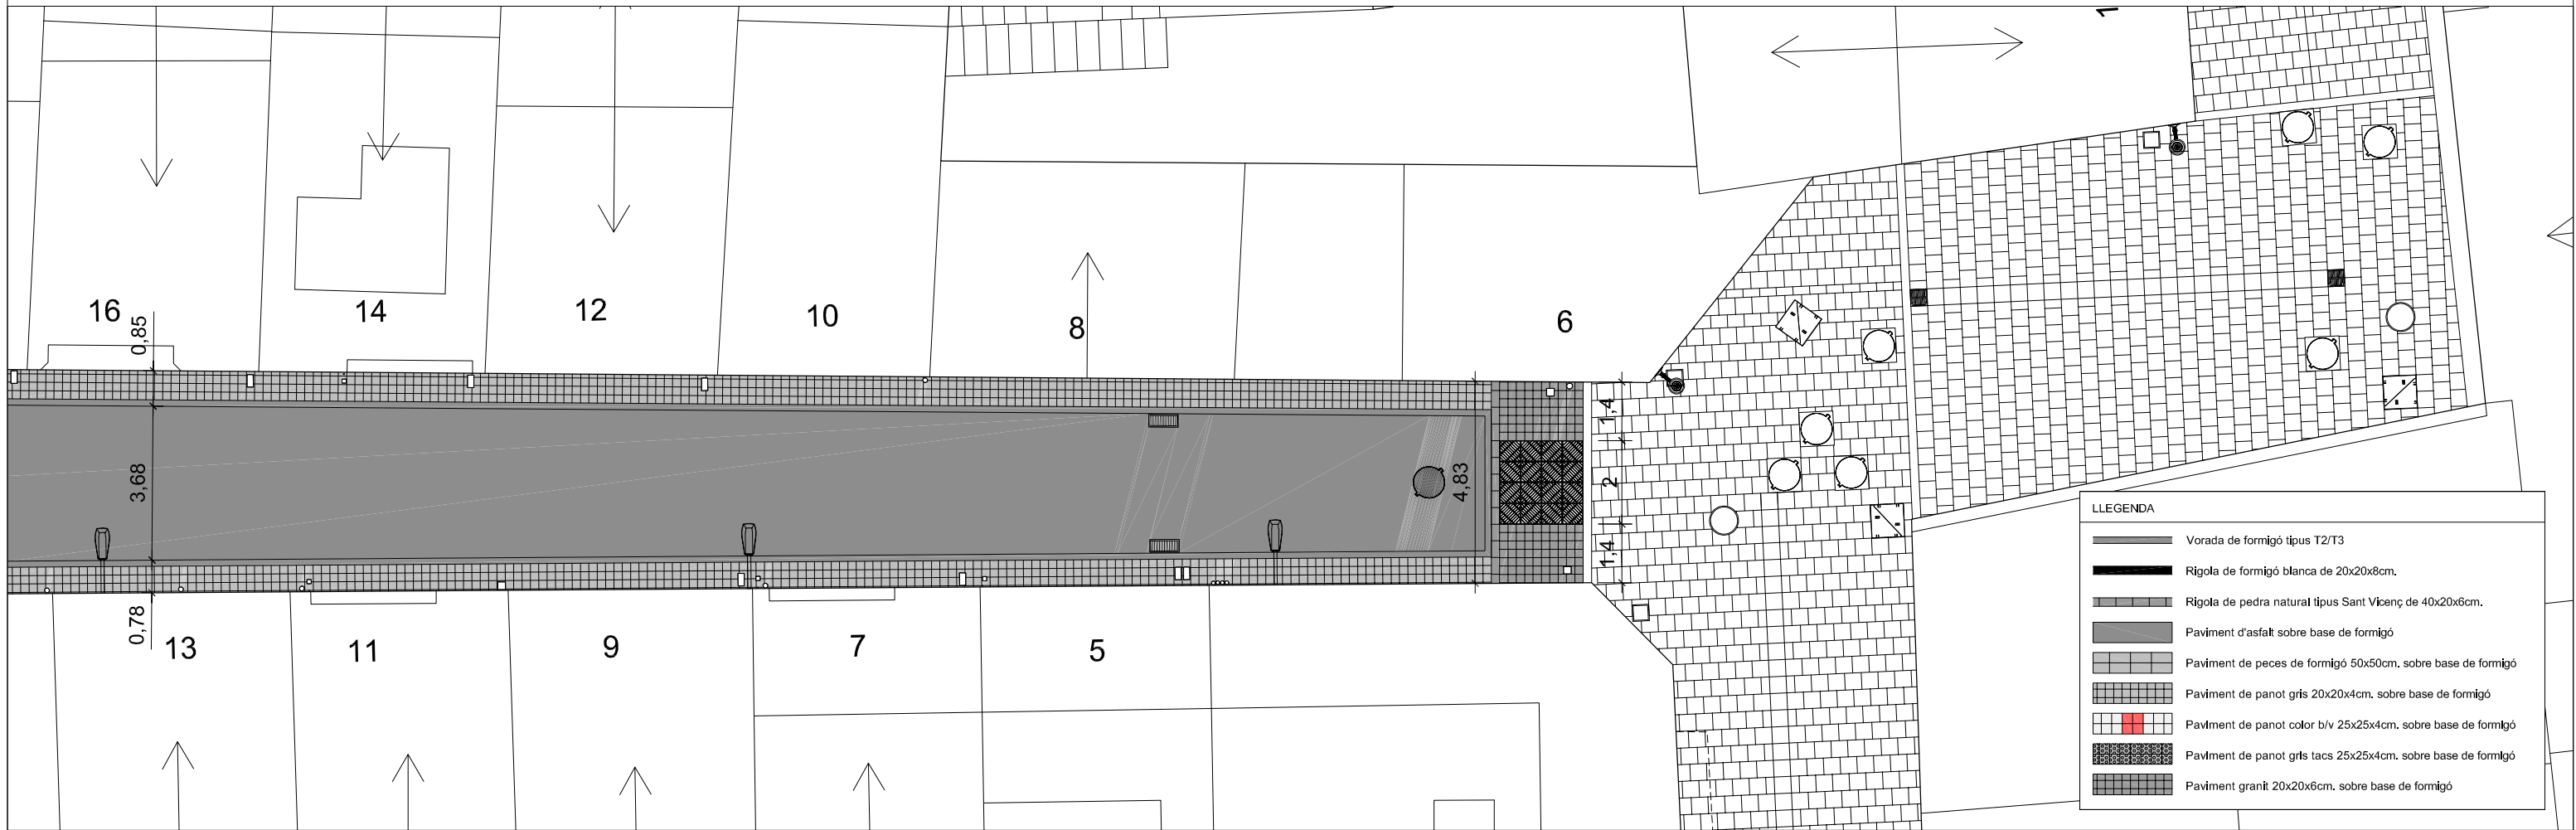 1
16
14
12
10
8
6
0,85
3,68
0,78
4,83
1,4
2
1,4
13
11
9
7
5
LLEGENDA
Vorada de formigó tipus T2/T3
Rigola de formigó blanca de 20x20x8cm.
Rigola de pedra natural tipus Sant Vicenç de 40x20x6cm.
Paviment d'asfalt sobre base de formigó
Paviment de peces de formigó 50x50cm. sobre base de formigó
Paviment de panot gris 20x20x4cm. sobre base de formigó
Paviment de panot color b/v 25x25x4cm. sobre base de formigó
Paviment de panot gris tacs 25x25x4cm. sobre base de formigó
Paviment granit 20x20x6cm. sobre base de formigó